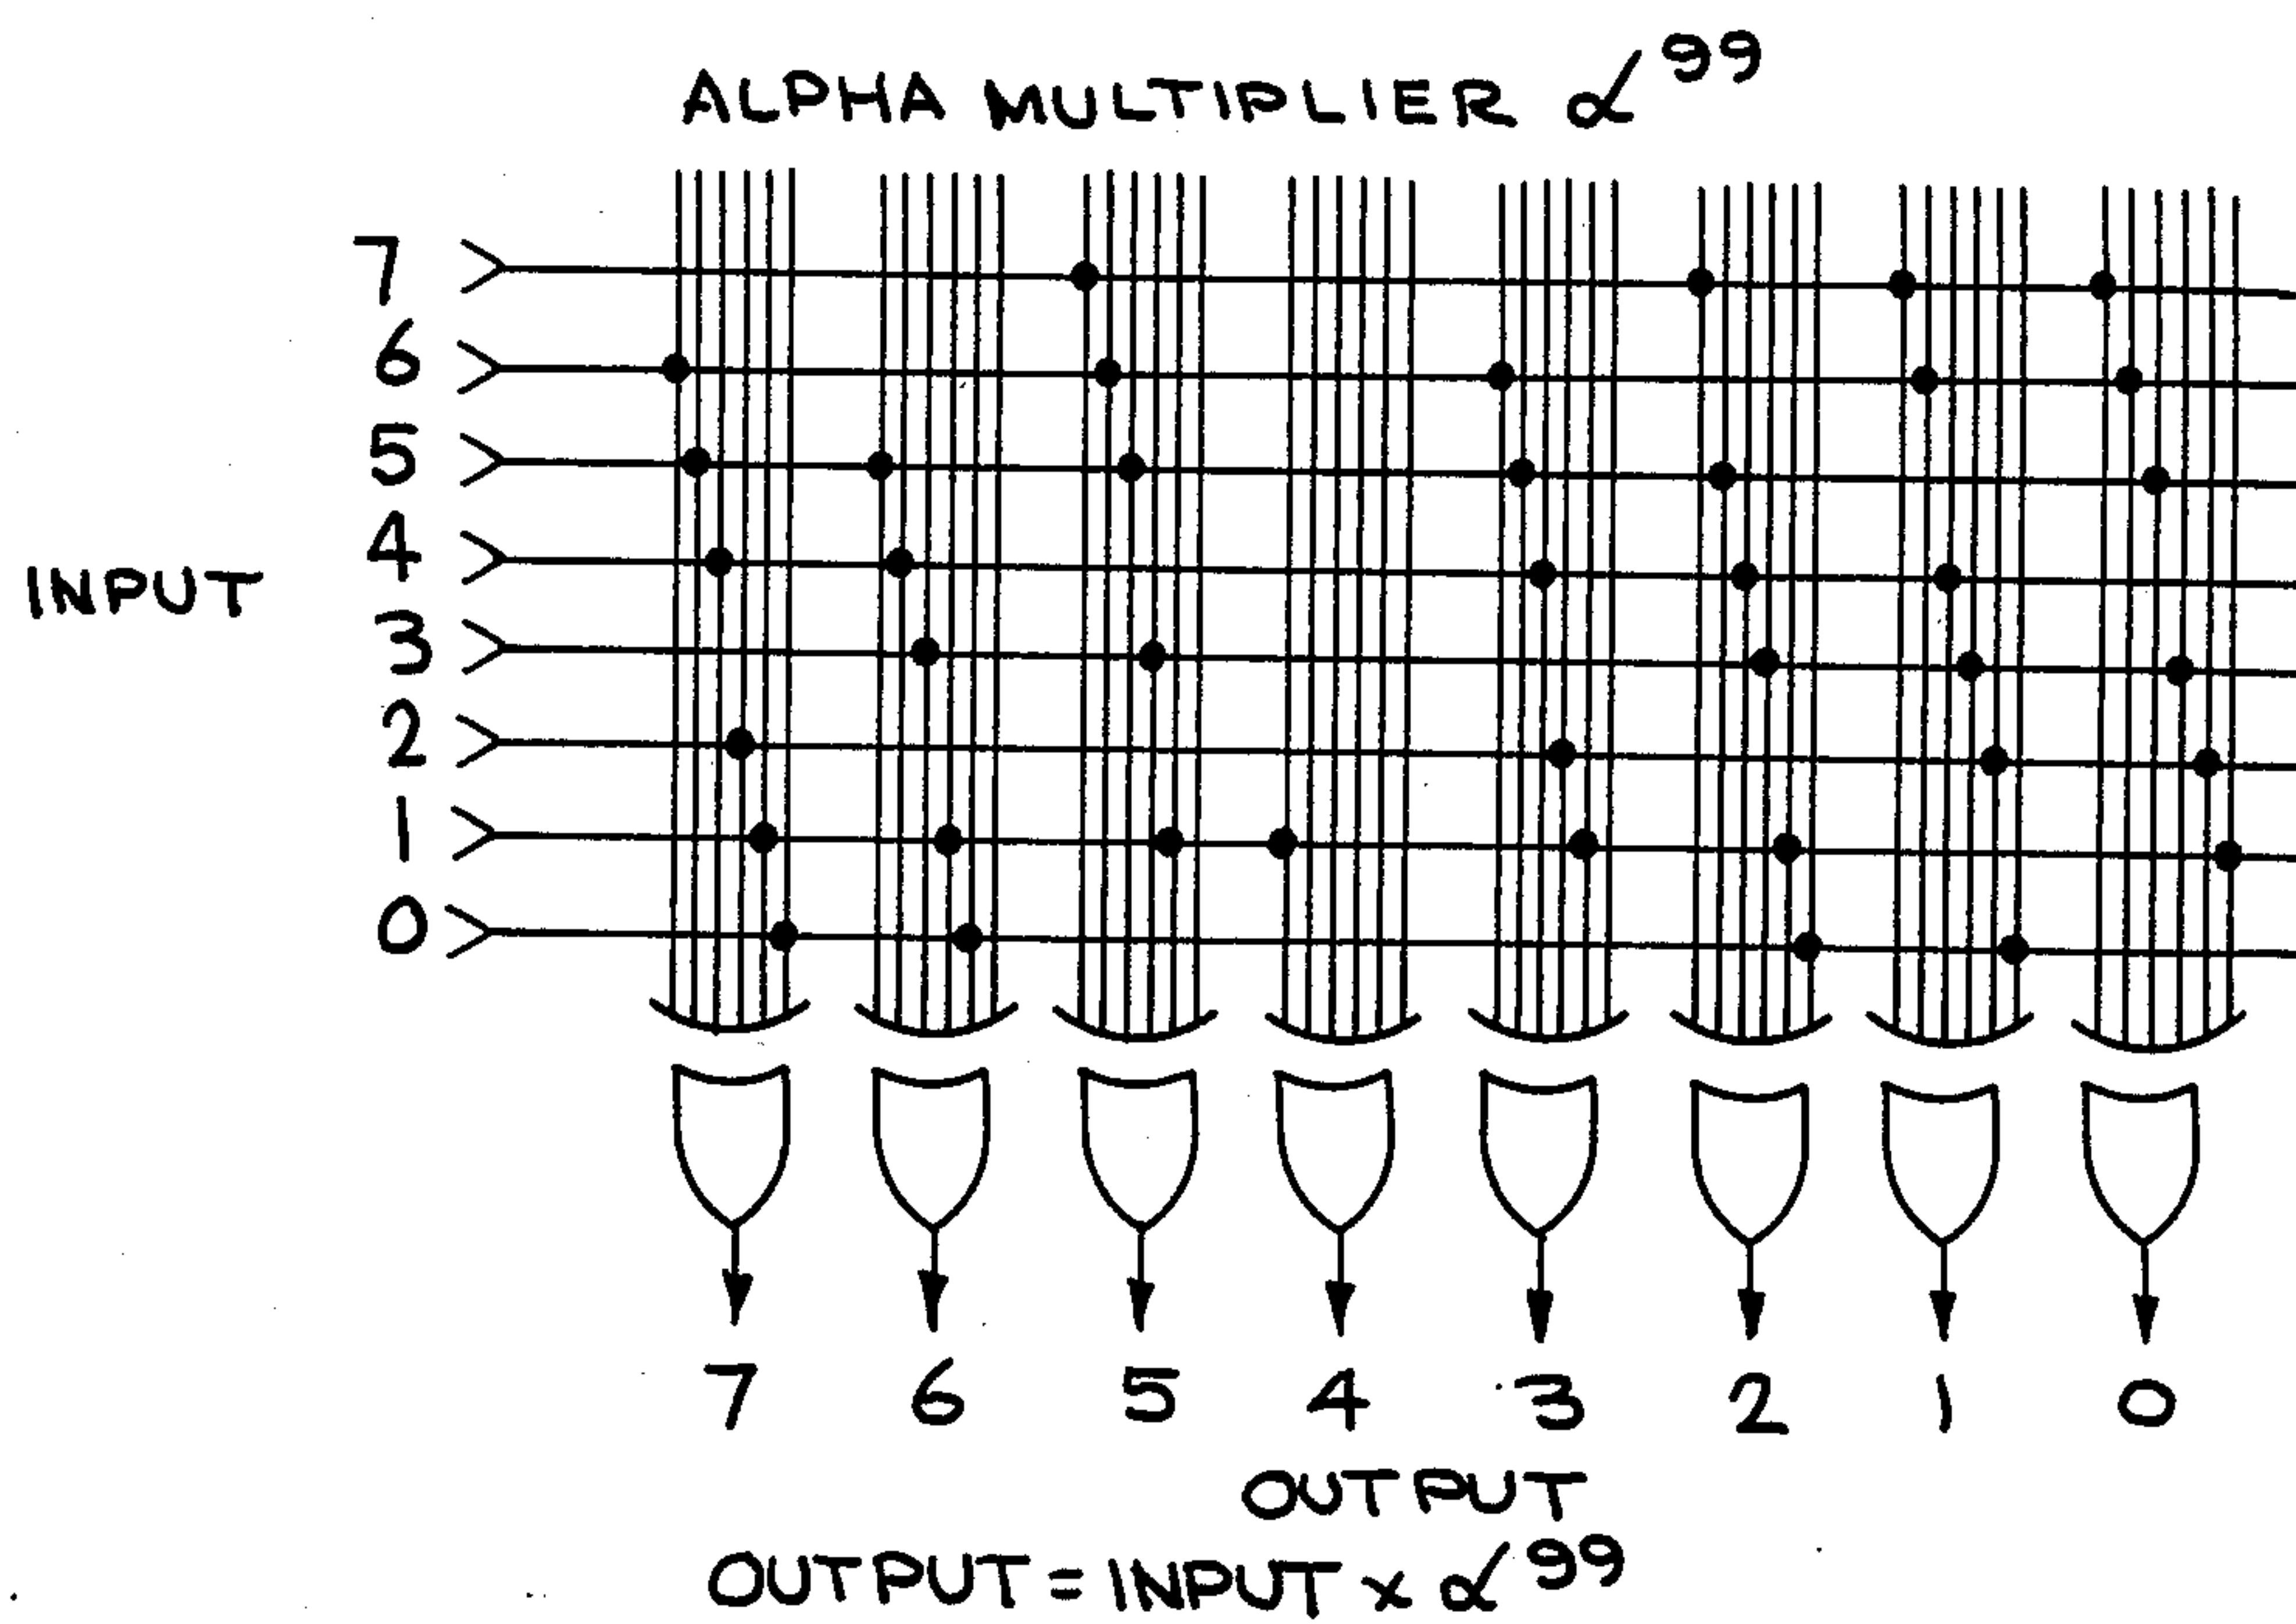 ALPHA MULTIPLIER α⁹⁹
7
6
5
4
INPUT
3
2
1
0
7 6 5 4 3 2 1 0
OUTPUT
OUTPUT = INPUT x α⁹⁹